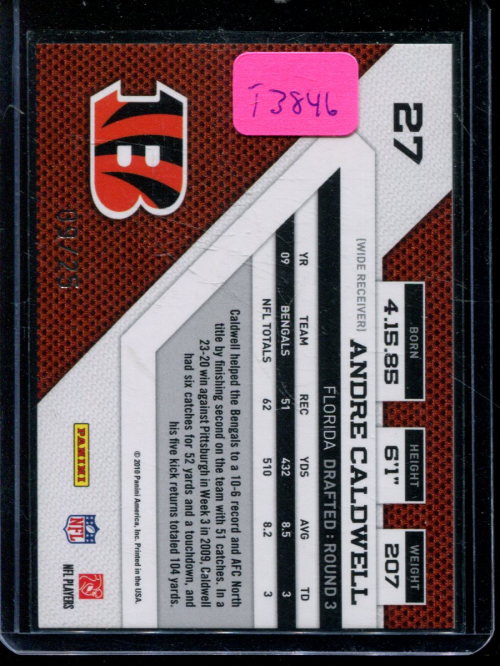 T3846
27
BORN
HEIGHT
WEIGHT
4.15.85
6'1"
207
(WIDE RECEIVER) ANDRE CALDWELL
FLORIDA DRAFTED : ROUND 3
YR TEAM REC YDS AVG TD
09 BENGALS 51 432 8.5 3
NFL TOTALS 62 510 8.2 3
Caldwell helped the Bengals to a 10-6 record and AFC North
title by finishing second on the team with 51 catches. In a
23-20 win against Pittsburgh in Week 3 in 2009, Caldwell
had six catches for 52 yards and a touchdown, and
his five kick returns totaled 104 yards.
© 2010 Panini America, Inc. Printed in the USA.
PANINI
NFL
NFL PLAYERS
B